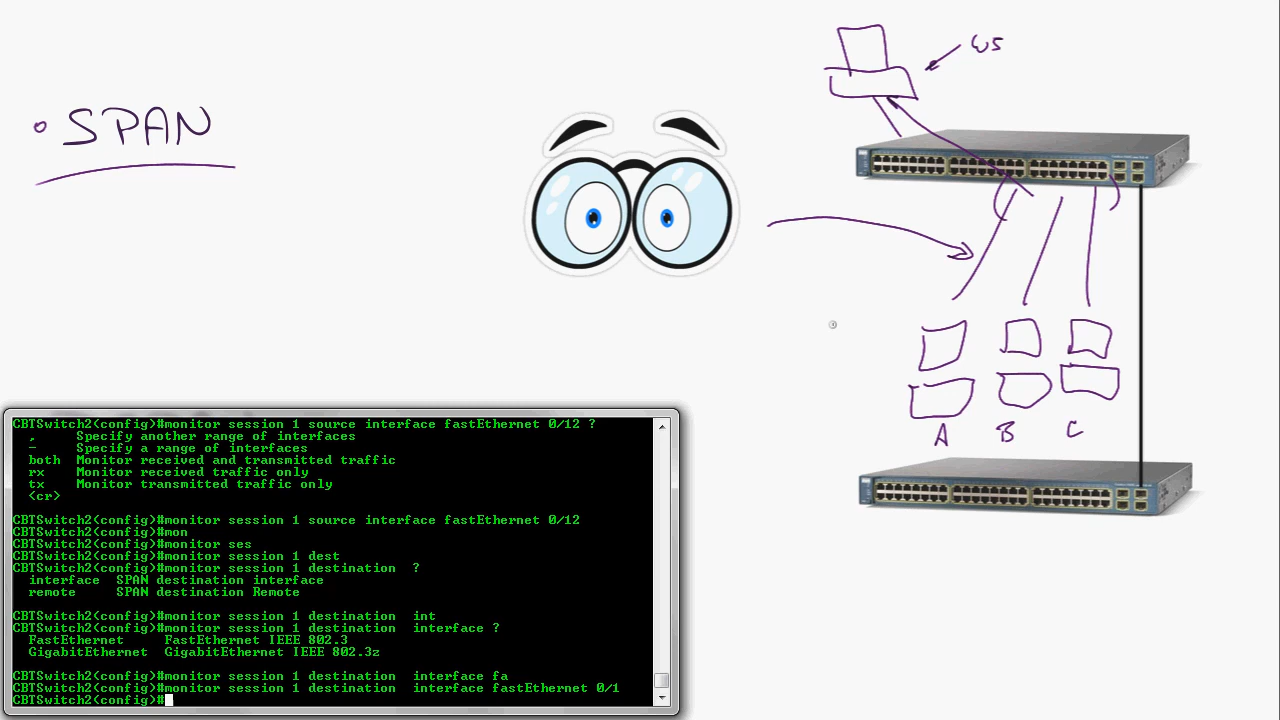 • SPAN
WS
A B C
CBTSwitch2(config)#monitor session 1 source interface fastEthernet 0/12 ?
, Specify another range of interfaces
- Specify a range of interfaces
both Monitor received and transmitted traffic
rx Monitor received traffic only
tx Monitor transmitted traffic only
<cr>
CBTSwitch2(config)#monitor session 1 source interface fastEthernet 0/12
CBTSwitch2(config)#mon
CBTSwitch2(config)#monitor ses
CBTSwitch2(config)#monitor session 1 dest
CBTSwitch2(config)#monitor session 1 destination ?
interface SPAN destination interface
remote SPAN destination Remote
CBTSwitch2(config)#monitor session 1 destination int
CBTSwitch2(config)#monitor session 1 destination interface ?
FastEthernet FastEthernet IEEE 802.3
GigabitEthernet GigabitEthernet IEEE 802.3z
CBTSwitch2(config)#monitor session 1 destination interface fa
CBTSwitch2(config)#monitor session 1 destination interface fastEthernet 0/1
CBTSwitch2(config)#